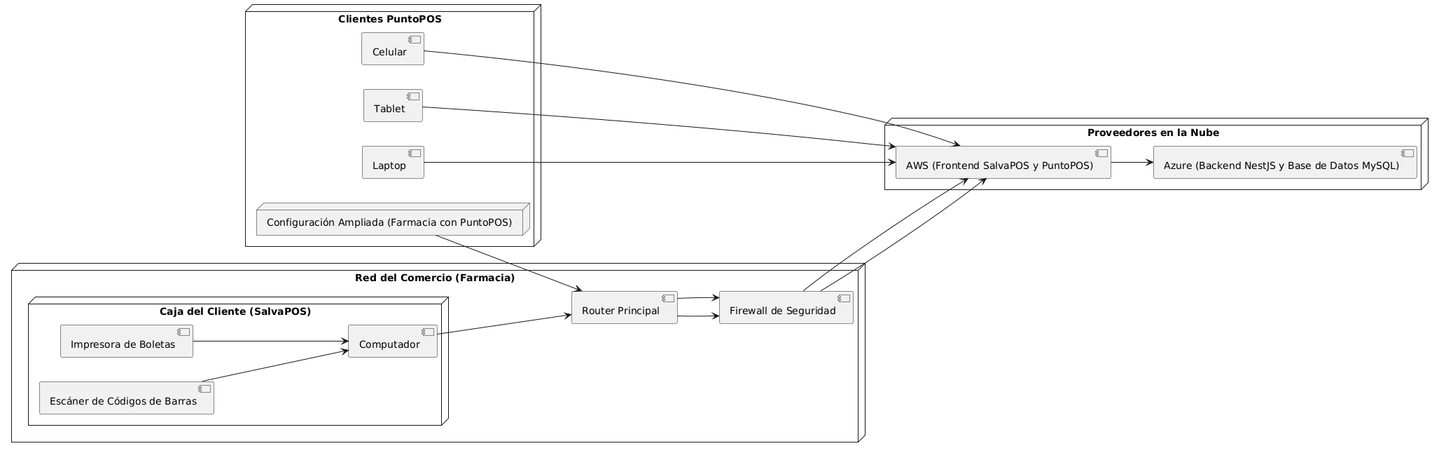 Clientes PuntoPOS
Celular
Tablet
Laptop
Configuración Ampliada (Farmacia con PuntoPOS)
Proveedores en la Nube
AWS (Frontend SalvaPOS y PuntoPOS)
Azure (Backend NestJS y Base de Datos MySQL)
Red del Comercio (Farmacia)
Caja del Cliente (SalvaPOS)
Impresora de Boletas
Computador
Escáner de Códigos de Barras
Router Principal
Firewall de Seguridad